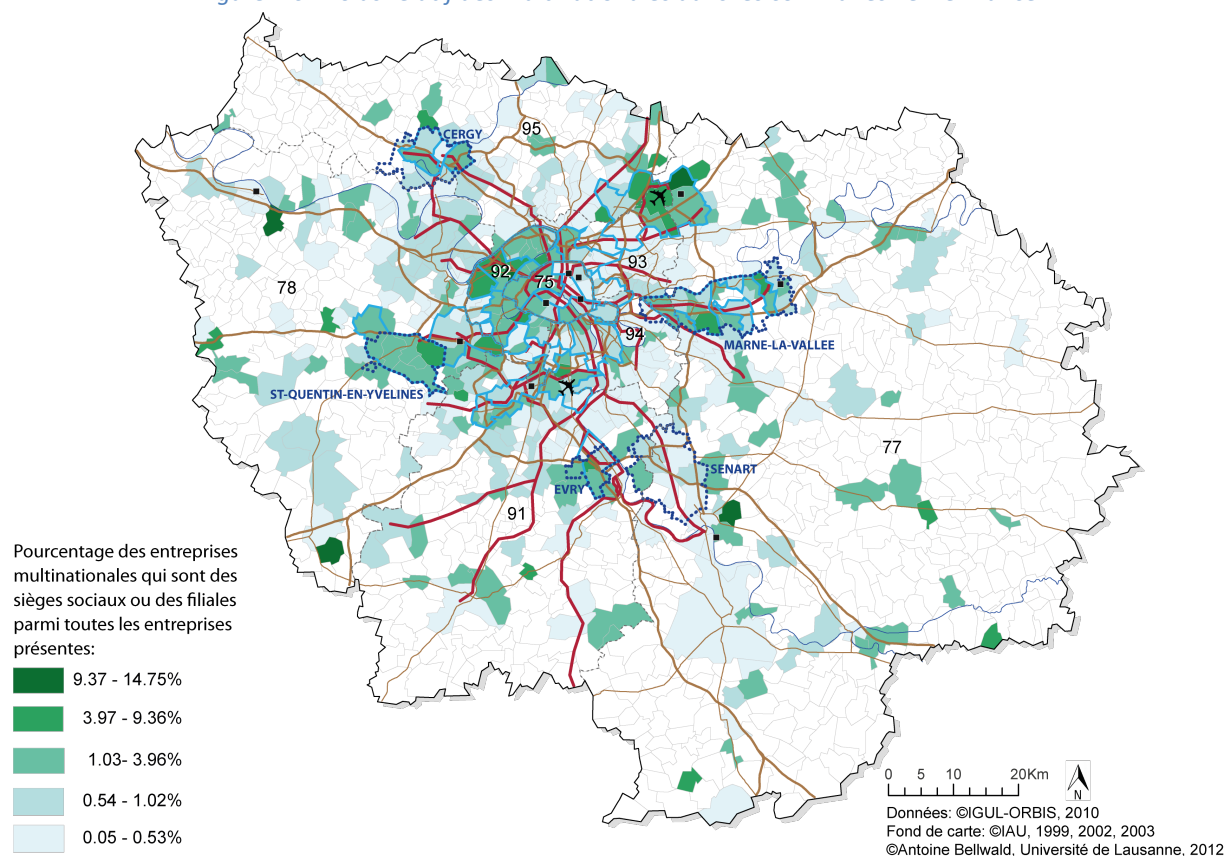 95
CERGY
93
92
75
78
94
MARNE-LA-VALLEE
ST-QUENTIN-EN-YVELINES
77
SENART
EVRY
91
Pourcentage des entreprises
multinationales qui sont des
sièges sociaux ou des filiales
parmi toutes les entreprises
présentes:
9.37 - 14.75%
3.97 - 9.36%
1.03- 3.96%
0.54 - 1.02%
0.05 - 0.53%
0 5 10 20Km
N
Données: ©IGUL-ORBIS, 2010
Fond de carte: ©IAU, 1999, 2002, 2003
©Antoine Bellwald, Université de Lausanne, 2012